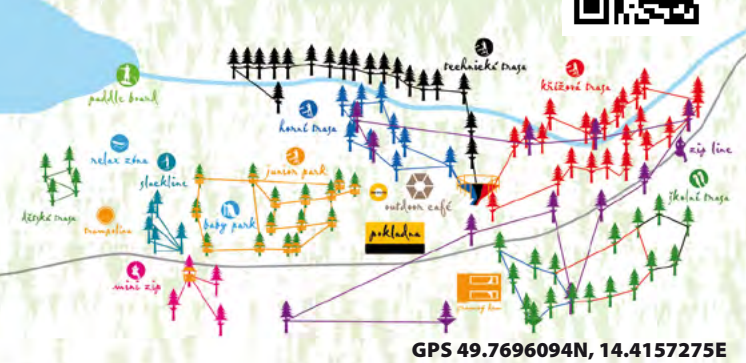 technická trasa
křížová trasa
paddle board
horní trasa
zip line
relax zóna
slackline
junior park
outdoor café
školní trasa
dětská trasa
trampolína
baby park
pokladna
mini zip
GPS 49.7696094N, 14.4157275E